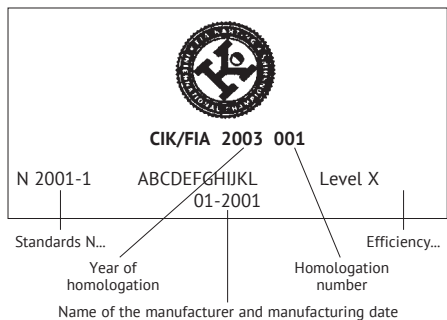 CIK/FIA 2003 001
N 2001-1 ABCDEFGHIJKL Level X
01-2001
Standards N... Efficiency...
Year of homologation
Homologation number
Name of the manufacturer and manufacturing date